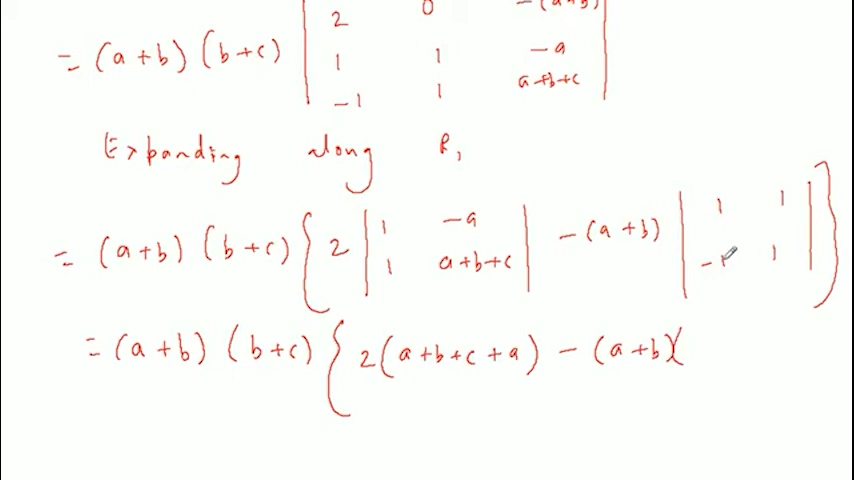 2 0 -(a+b)
= (a+b) (b+c) 1 1 -a
-1 1 a+b+c
Expanding along R₁
= (a+b) (b+c) { 2 | 1 -a | -(a+b) | 1 1 | }
1 a+b+c -1 1
= (a+b) (b+c) { 2(a+b+c+a) - (a+b)(